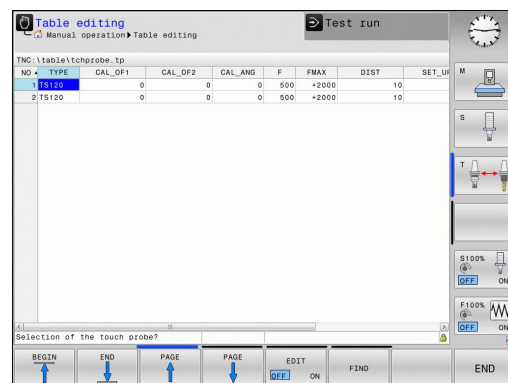 Table editing
Test run
Manual operation Table editing
TNC:\table\tchprobe.tp
NO TYPE CAL_OF1 CAL_OF2 CAL_ANG F FMAX DIST SET_U
1 TS120 0 0 0 500 +2000 10
2 TS120 0 0 0 500 +2000 10
M
S
T
S100%
OFF ON
F100%
OFF ON
Selection of the touch probe?
BEGIN END PAGE PAGE EDIT FIND END
OFF ON